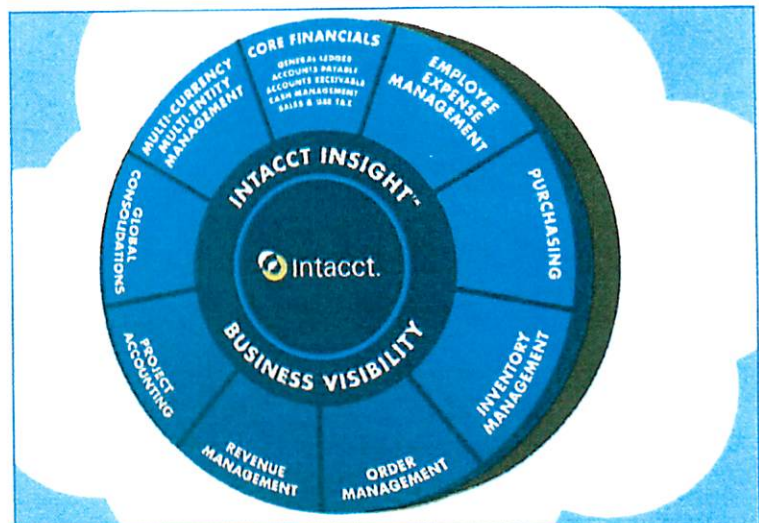 CORE FINANCIALS
GENERAL LEDGER
ACCOUNTS PAYABLE
ACCOUNTS RECEIVABLE
CASH MANAGEMENT
SALES & USE TAX
EMPLOYEE
EXPENSE
MANAGEMENT
PURCHASING
INVENTORY
MANAGEMENT
ORDER
MANAGEMENT
REVENUE
MANAGEMENT
PROJECT
ACCOUNTING
GLOBAL
CONSOLIDATIONS
MULTI-CURRENCY
MULTI-ENTITY
MANAGEMENT
INTACCT INSIGHT™
Intacct.
BUSINESS VISIBILITY